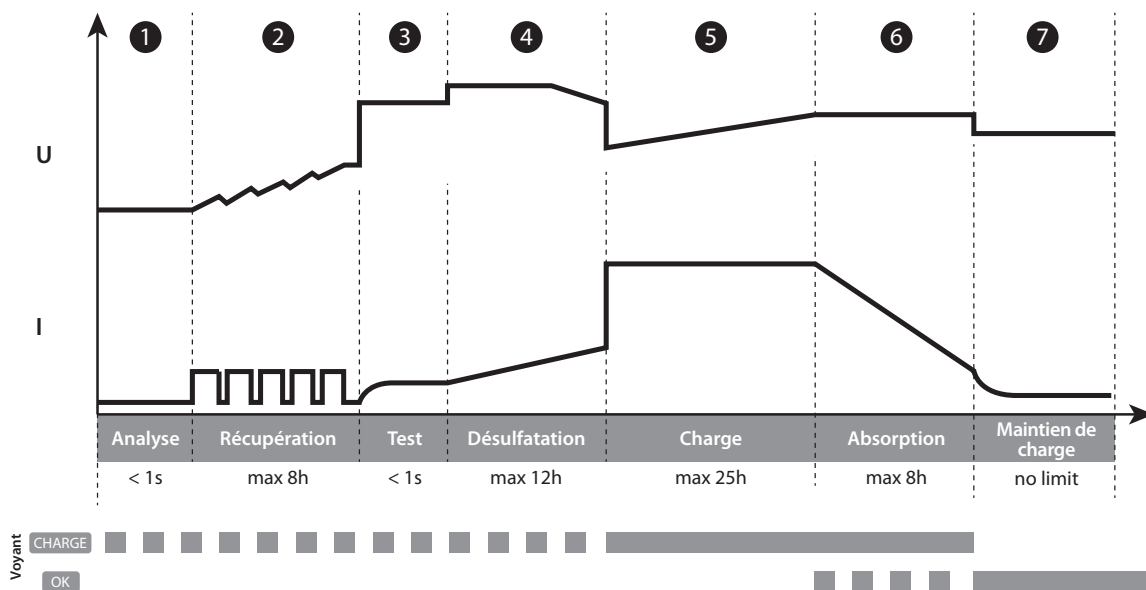 1 2 3 4 5 6 7
U
I
Analyse Récupération Test Désulfatation Charge Absorption Maintien de charge
< 1s max 8h < 1s max 12h max 25h max 8h no limit
Voyant
CHARGE
OK